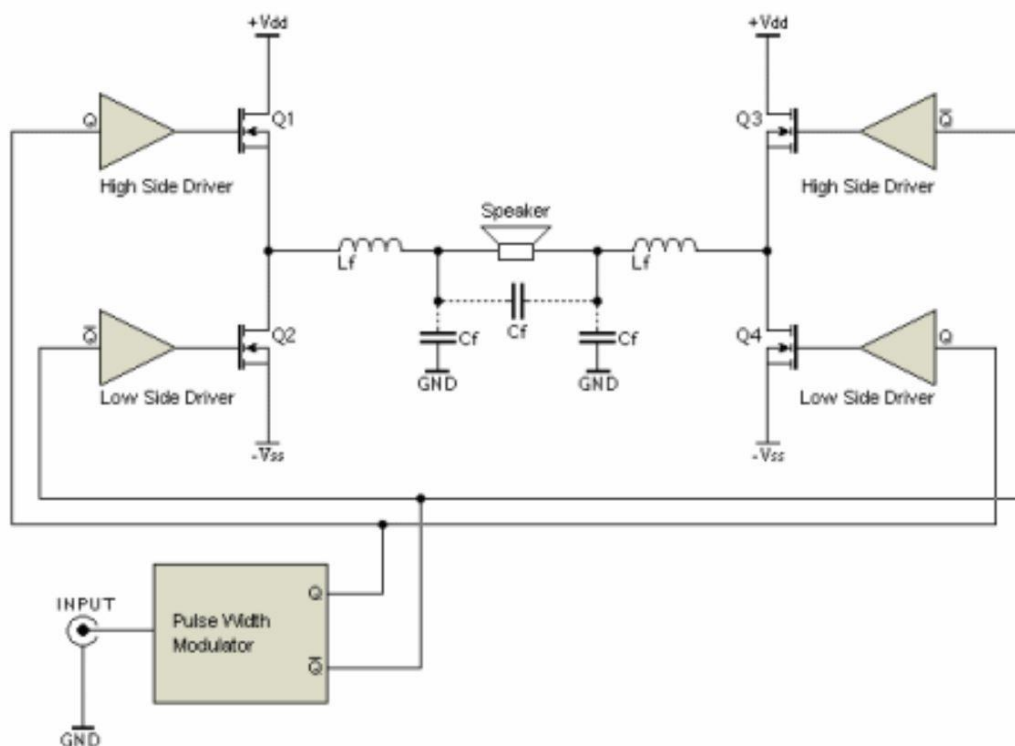 +Vdd
+Vdd
Q
Q1
Q3
Q̅
High Side Driver
High Side Driver
Speaker
Lf
Lf
Q̅
Q2
Cf
Cf
Cf
Q4
Q
GND
GND
Low Side Driver
Low Side Driver
-Vss
-Vss
INPUT
Pulse Width
Modulator
Q
Q̅
GND